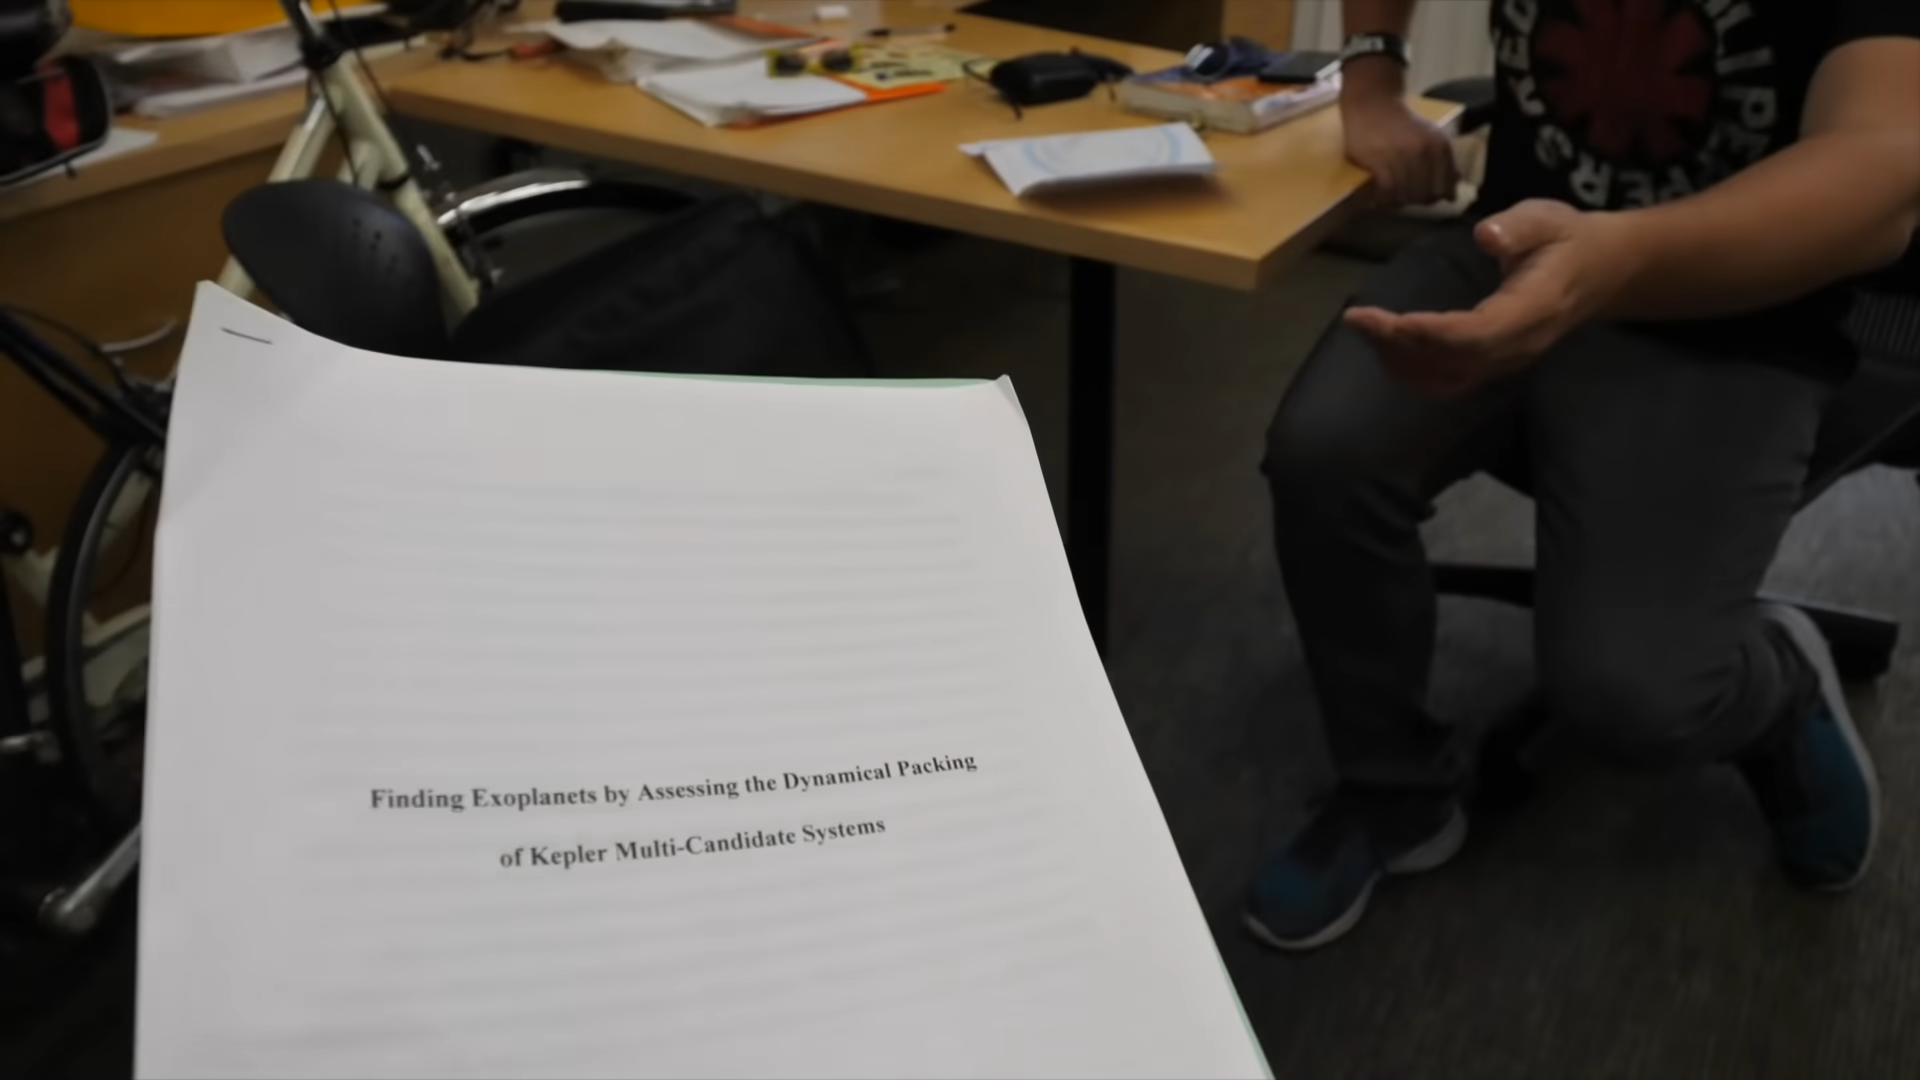 Finding Exoplanets by Assessing the Dynamical Packing
of Kepler Multi-Candidate Systems